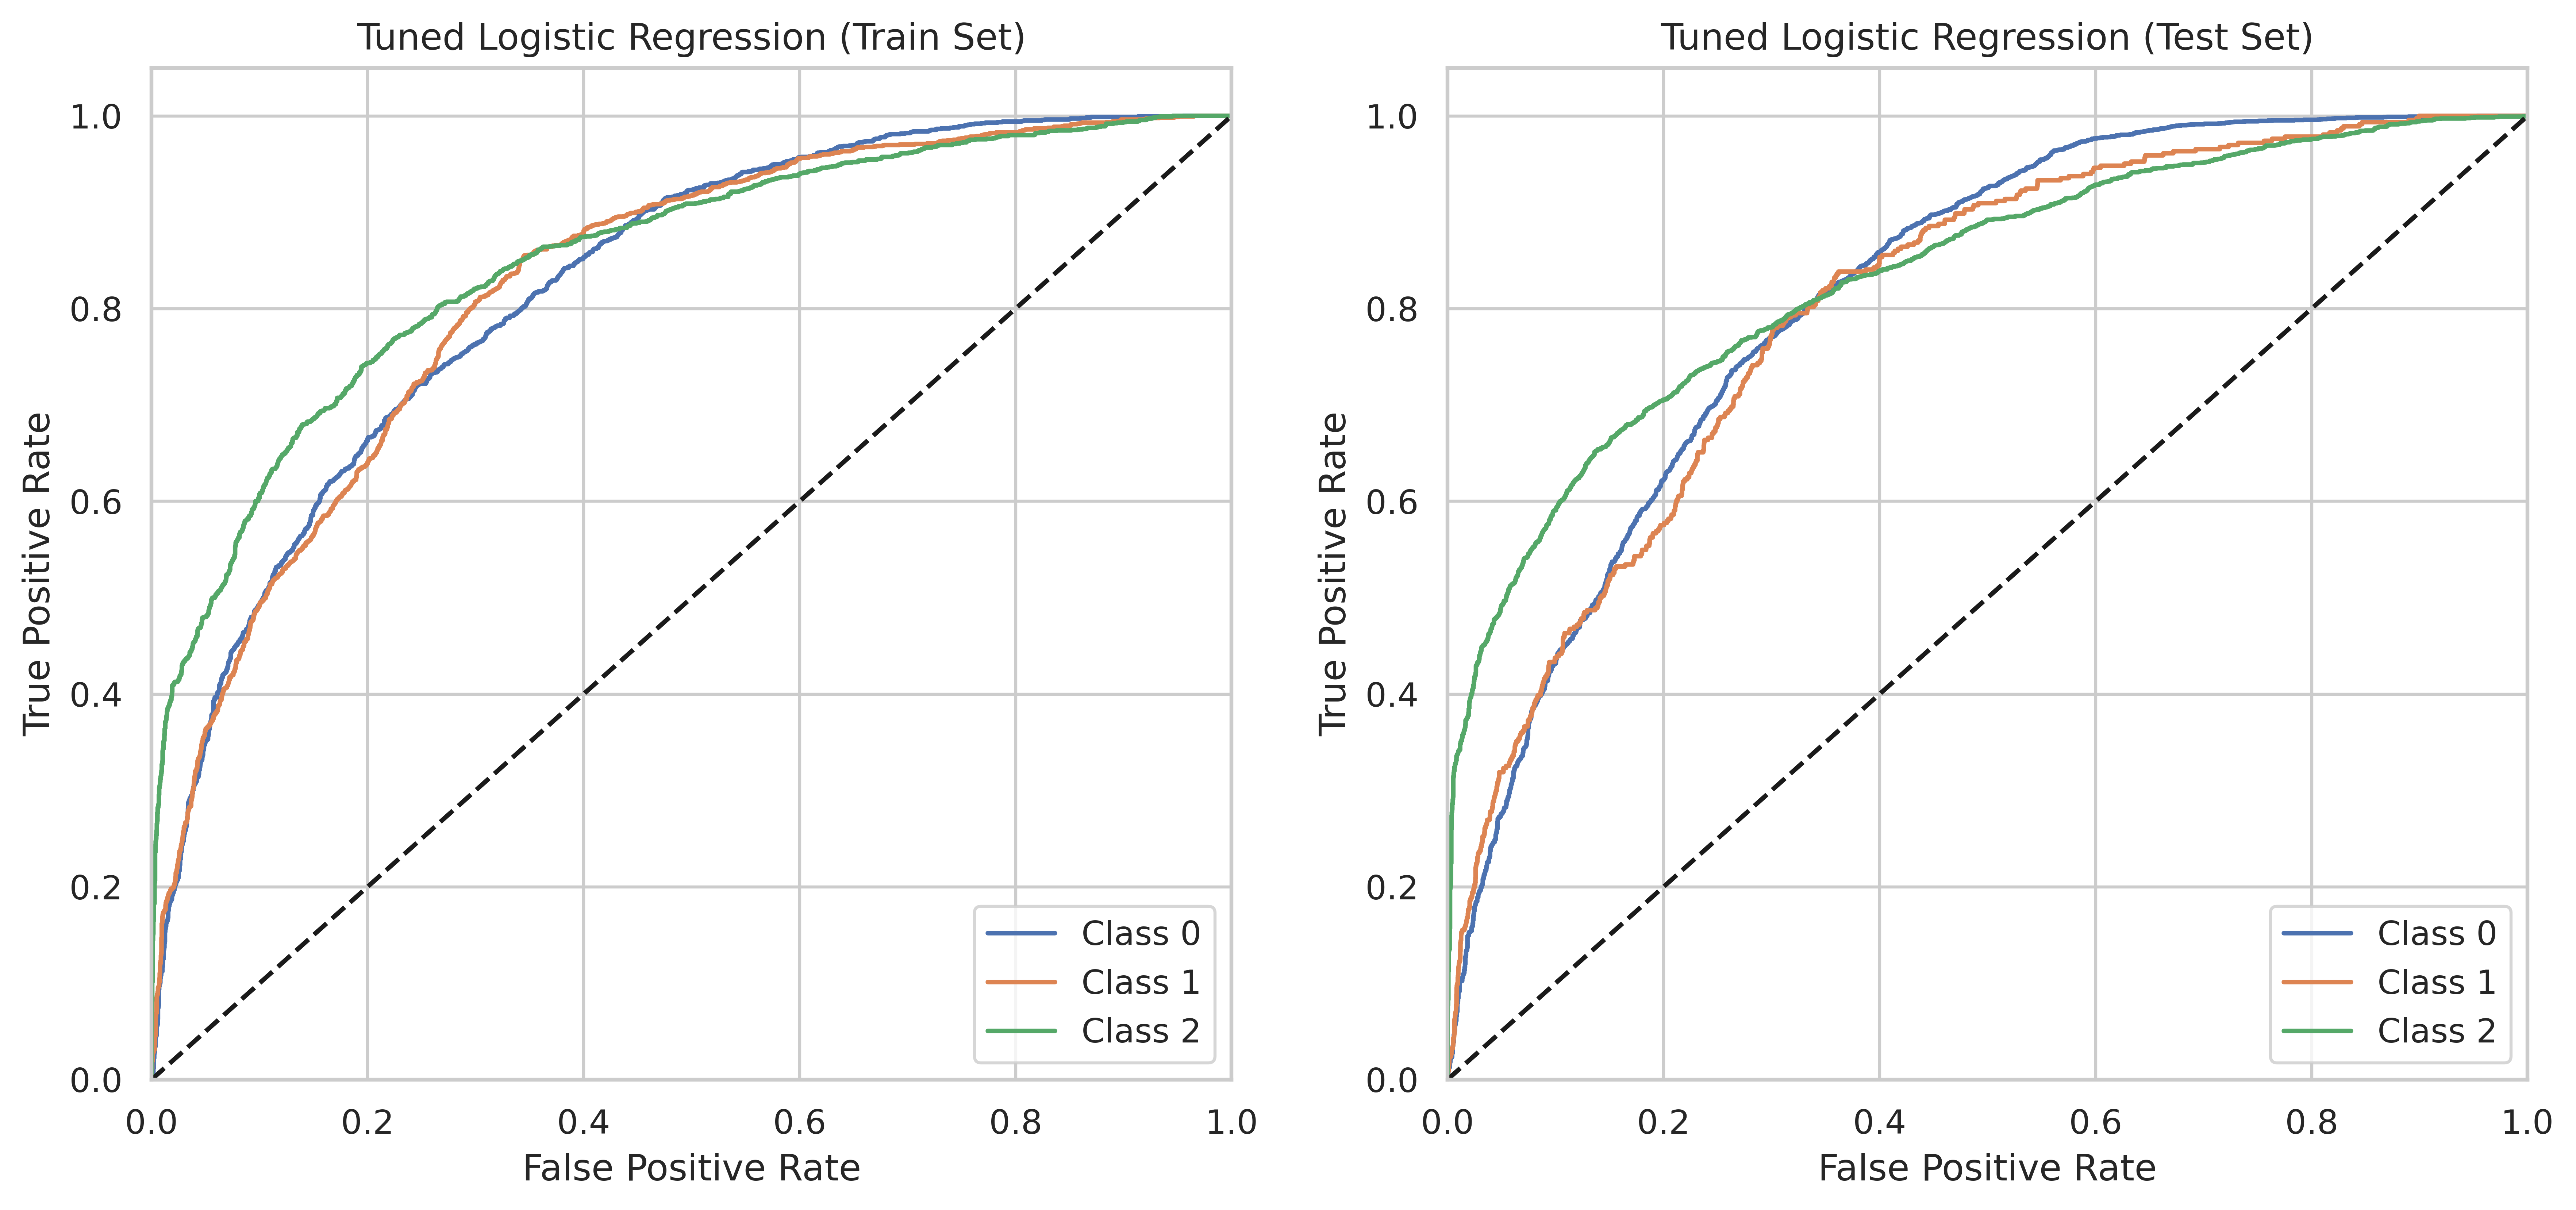 Tuned Logistic Regression (Train Set)
True Positive Rate
1.0
0.8
0.6
0.4
0.2
0.0
0.0 0.2 0.4 0.6 0.8 1.0
False Positive Rate
Class 0
Class 1
Class 2
Tuned Logistic Regression (Test Set)
True Positive Rate
1.0
0.8
0.6
0.4
0.2
0.0
0.0 0.2 0.4 0.6 0.8 1.0
False Positive Rate
Class 0
Class 1
Class 2